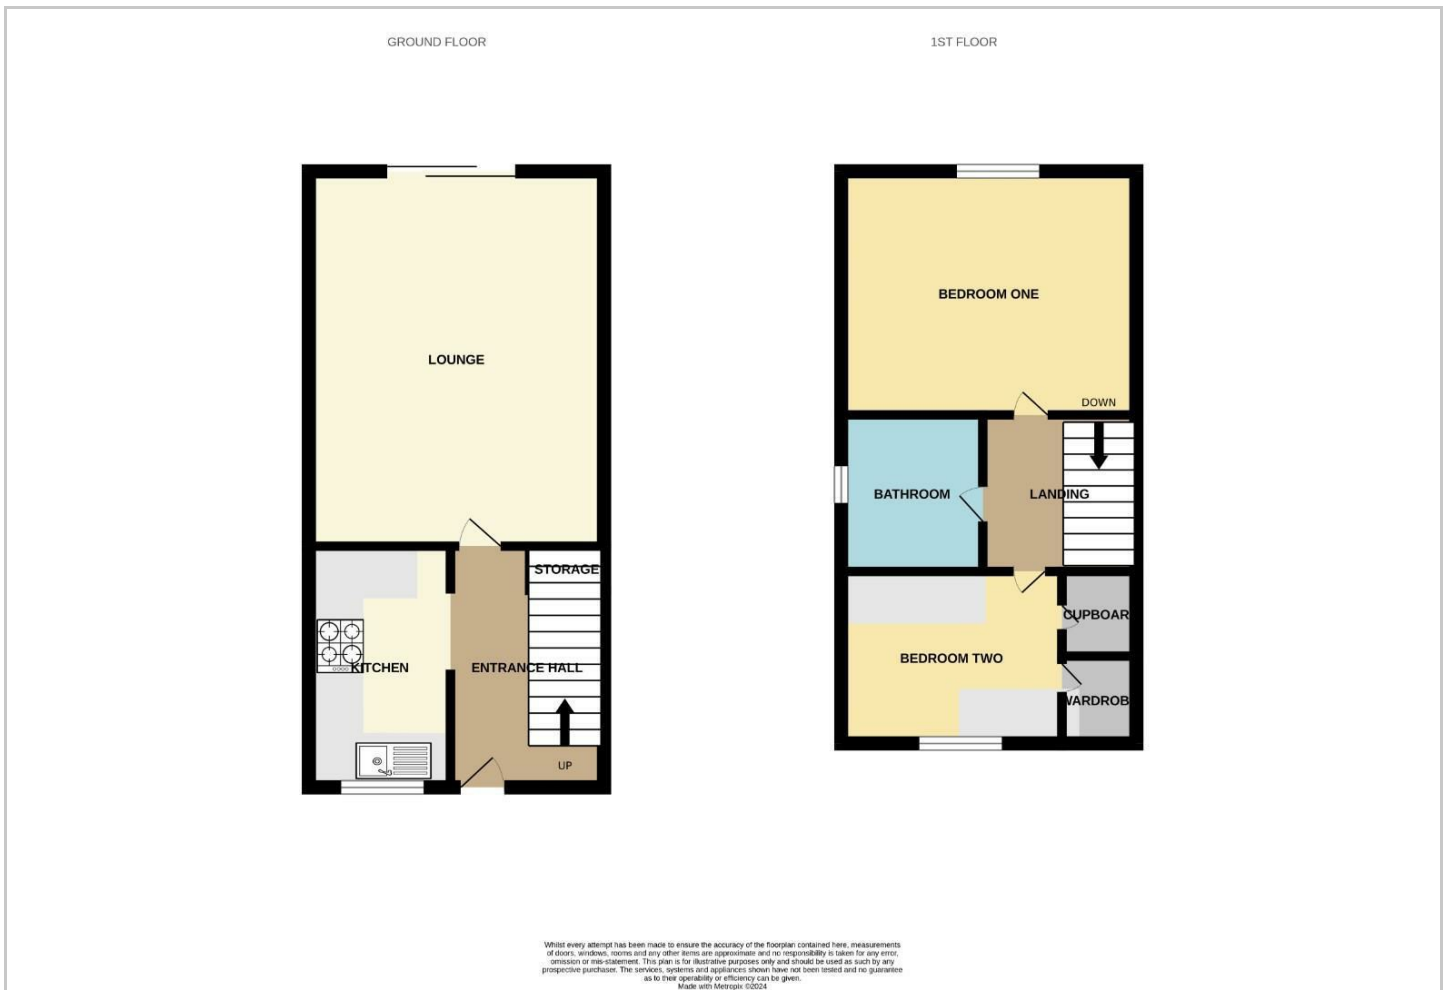 GROUND FLOOR
1ST FLOOR
LOUNGE
STORAGE
KITCHEN
ENTRANCE HALL
UP
BEDROOM ONE
DOWN
BATHROOM
LANDING
CUPBOAR
BEDROOM TWO
WARDROB
Whilst every attempt has been made to ensure the accuracy of the floorplan contained here, measurements
of doors, windows, rooms and any other items are approximate and no responsibility is taken for any error,
omission or mis-statement. This plan is for illustrative purposes only and should be used as such by any
prospective purchaser. The services, systems and appliances shown have not been tested and no guarantee
as to their operability or efficiency can be given.
Made with Metropix ©2024